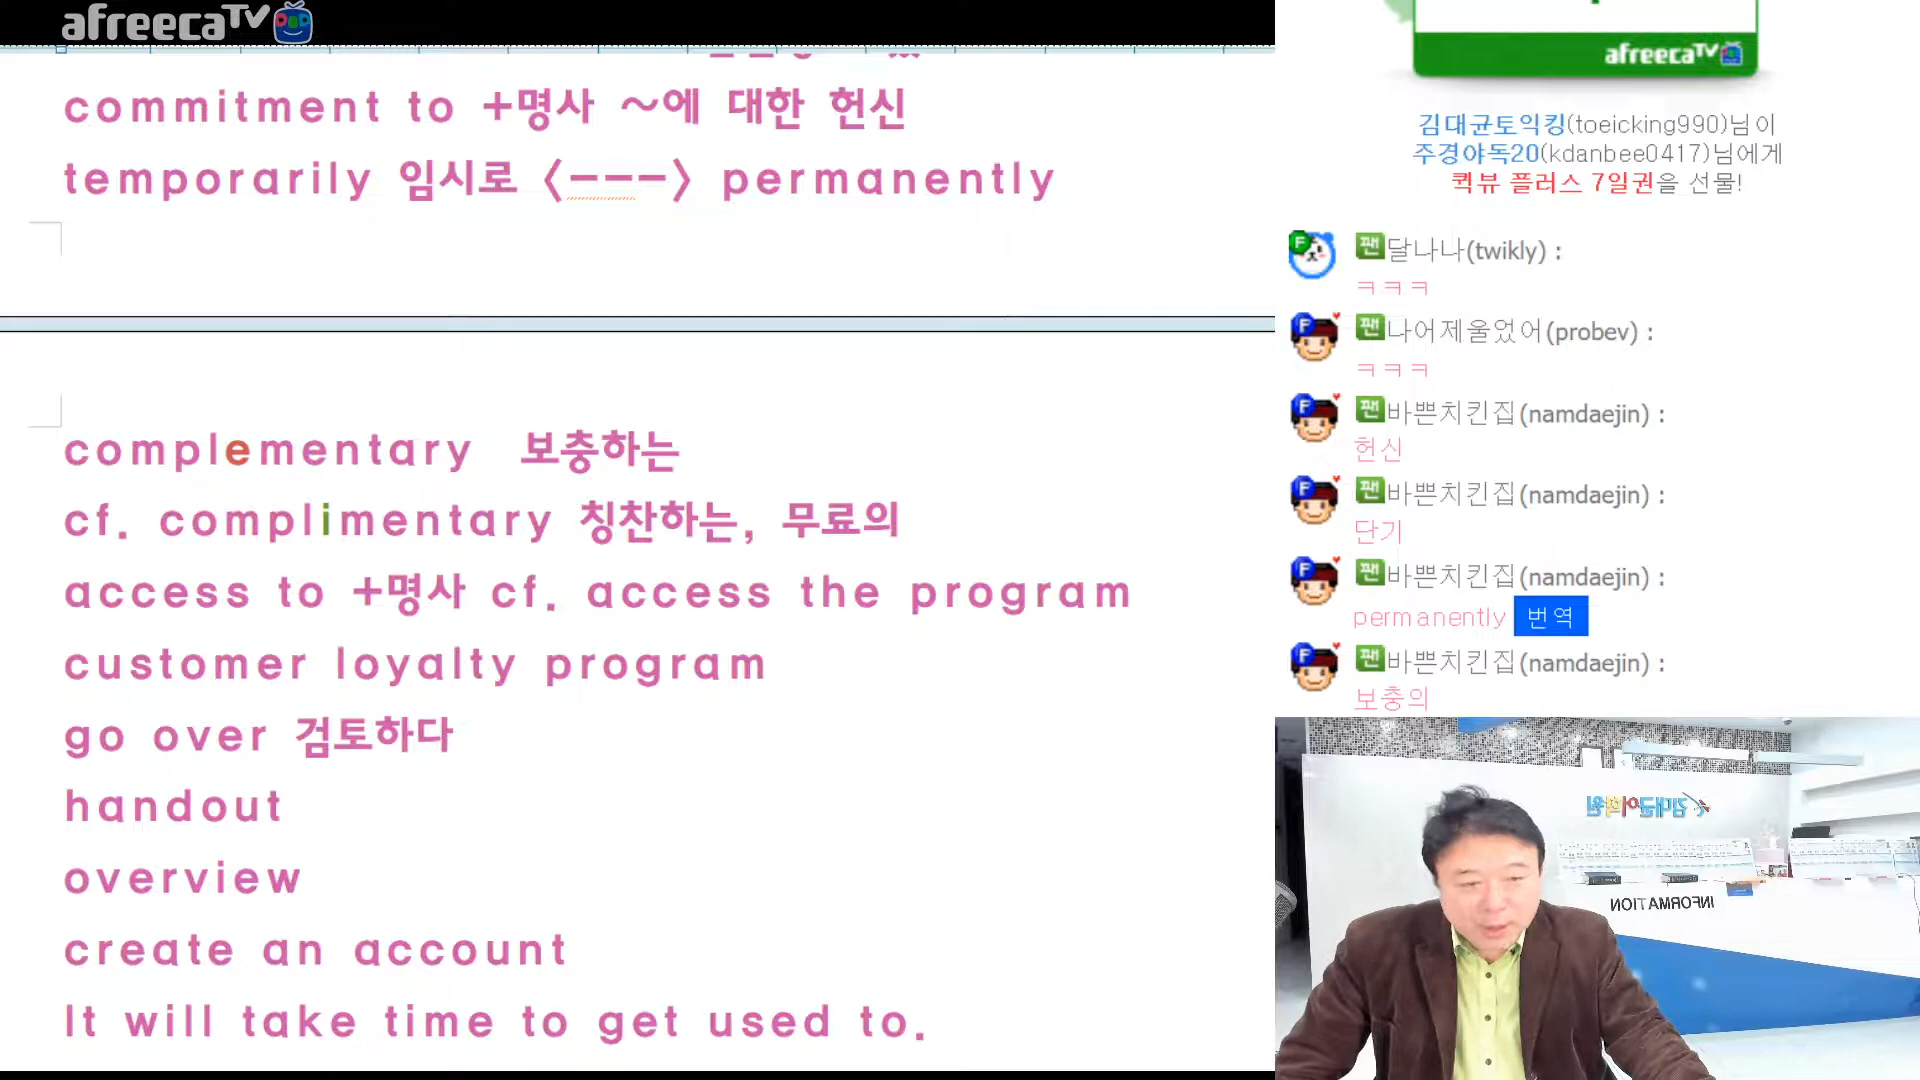 afreecaTV
commitment to +명사 ~에 대한 헌신
temporarily 임시로 <---> permanently
complementary 보충하는
cf. complimentary 칭찬하는, 무료의
access to +명사 cf. access the program
customer loyalty program
go over 검토하다
handout
overview
create an account
It will take time to get used to.
afreecaTV
김대균토익킹(toeicking990)님이
주경야독20(kdanbee0417)님에게
퀵뷰 플러스 7일권을 선물!
팬달나나(twikly) :
ㅋㅋㅋ
팬나어제울었어(probev) :
ㅋㅋㅋ
팬바쁜치킨집(namdaejin) :
헌신
팬바쁜치킨집(namdaejin) :
단기
팬바쁜치킨집(namdaejin) :
permanently 번역
팬바쁜치킨집(namdaejin) :
보충의
김대균어학원
INFORMATION